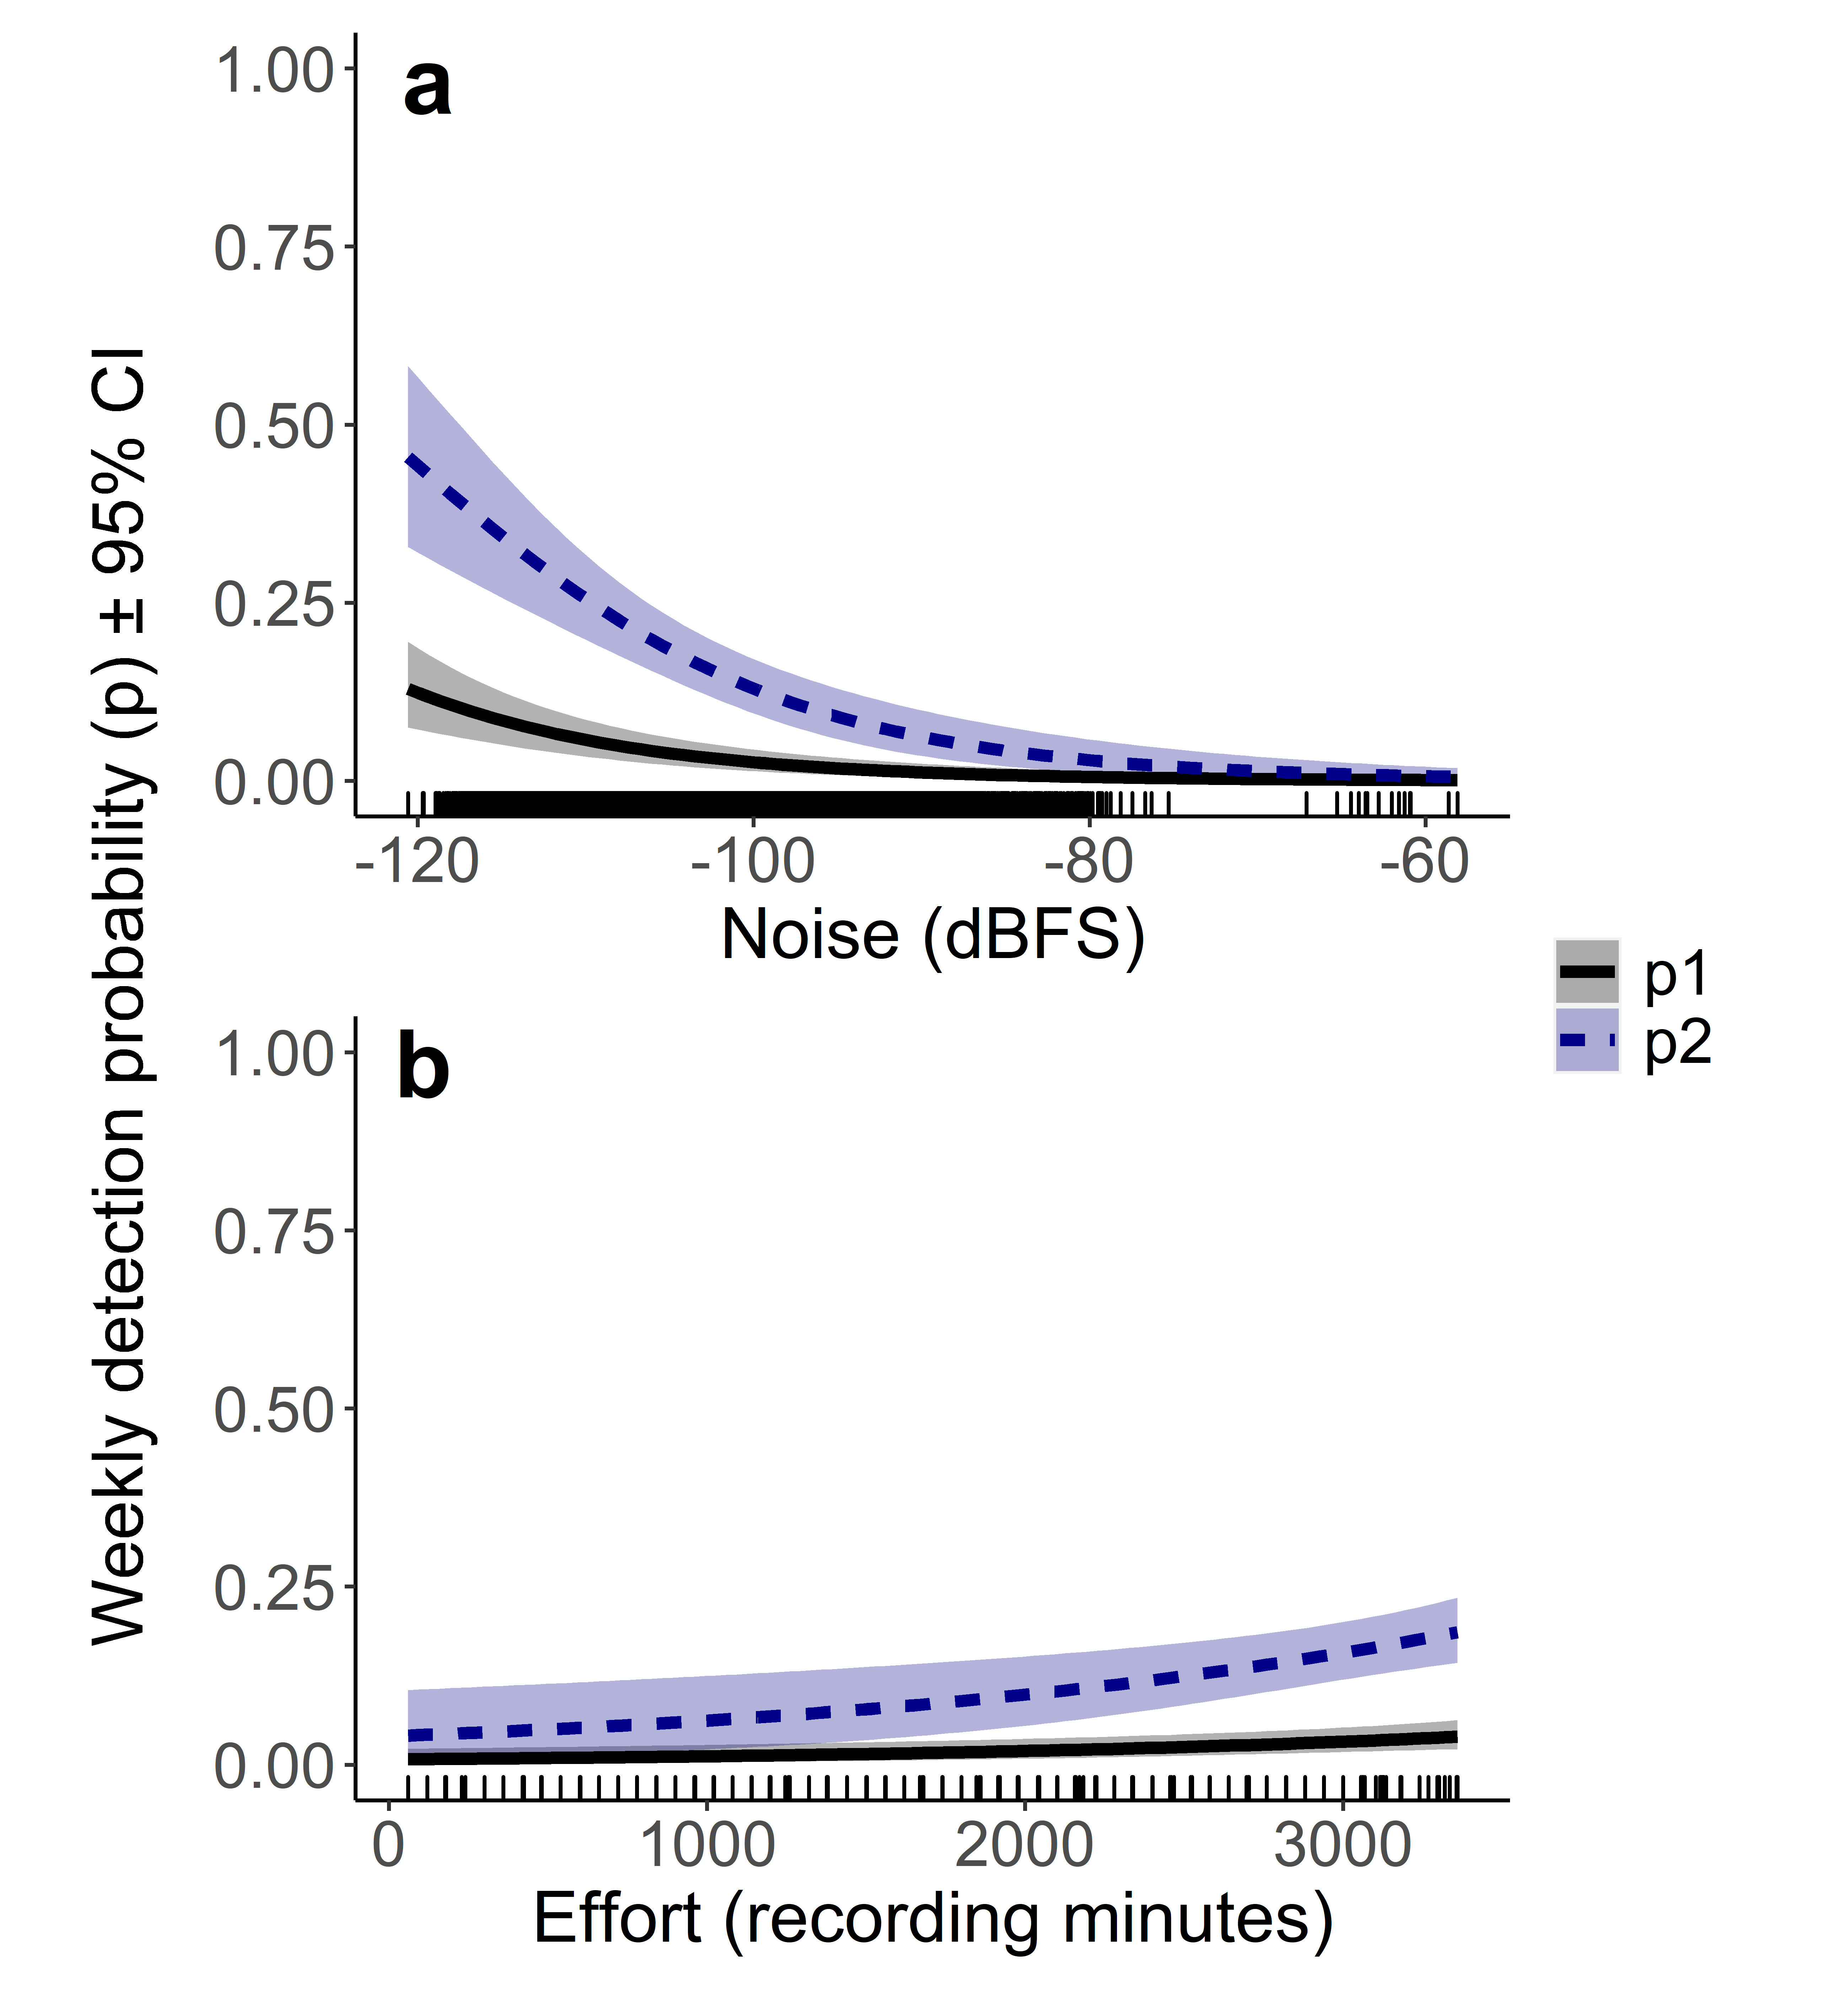 Weekly detection probability (p) ± 95% CI
a
1.00
0.75
0.50
0.25
0.00
-120 -100 -80 -60
Noise (dBFS)
p1
p2
b
1.00
0.75
0.50
0.25
0.00
0 1000 2000 3000
Effort (recording minutes)